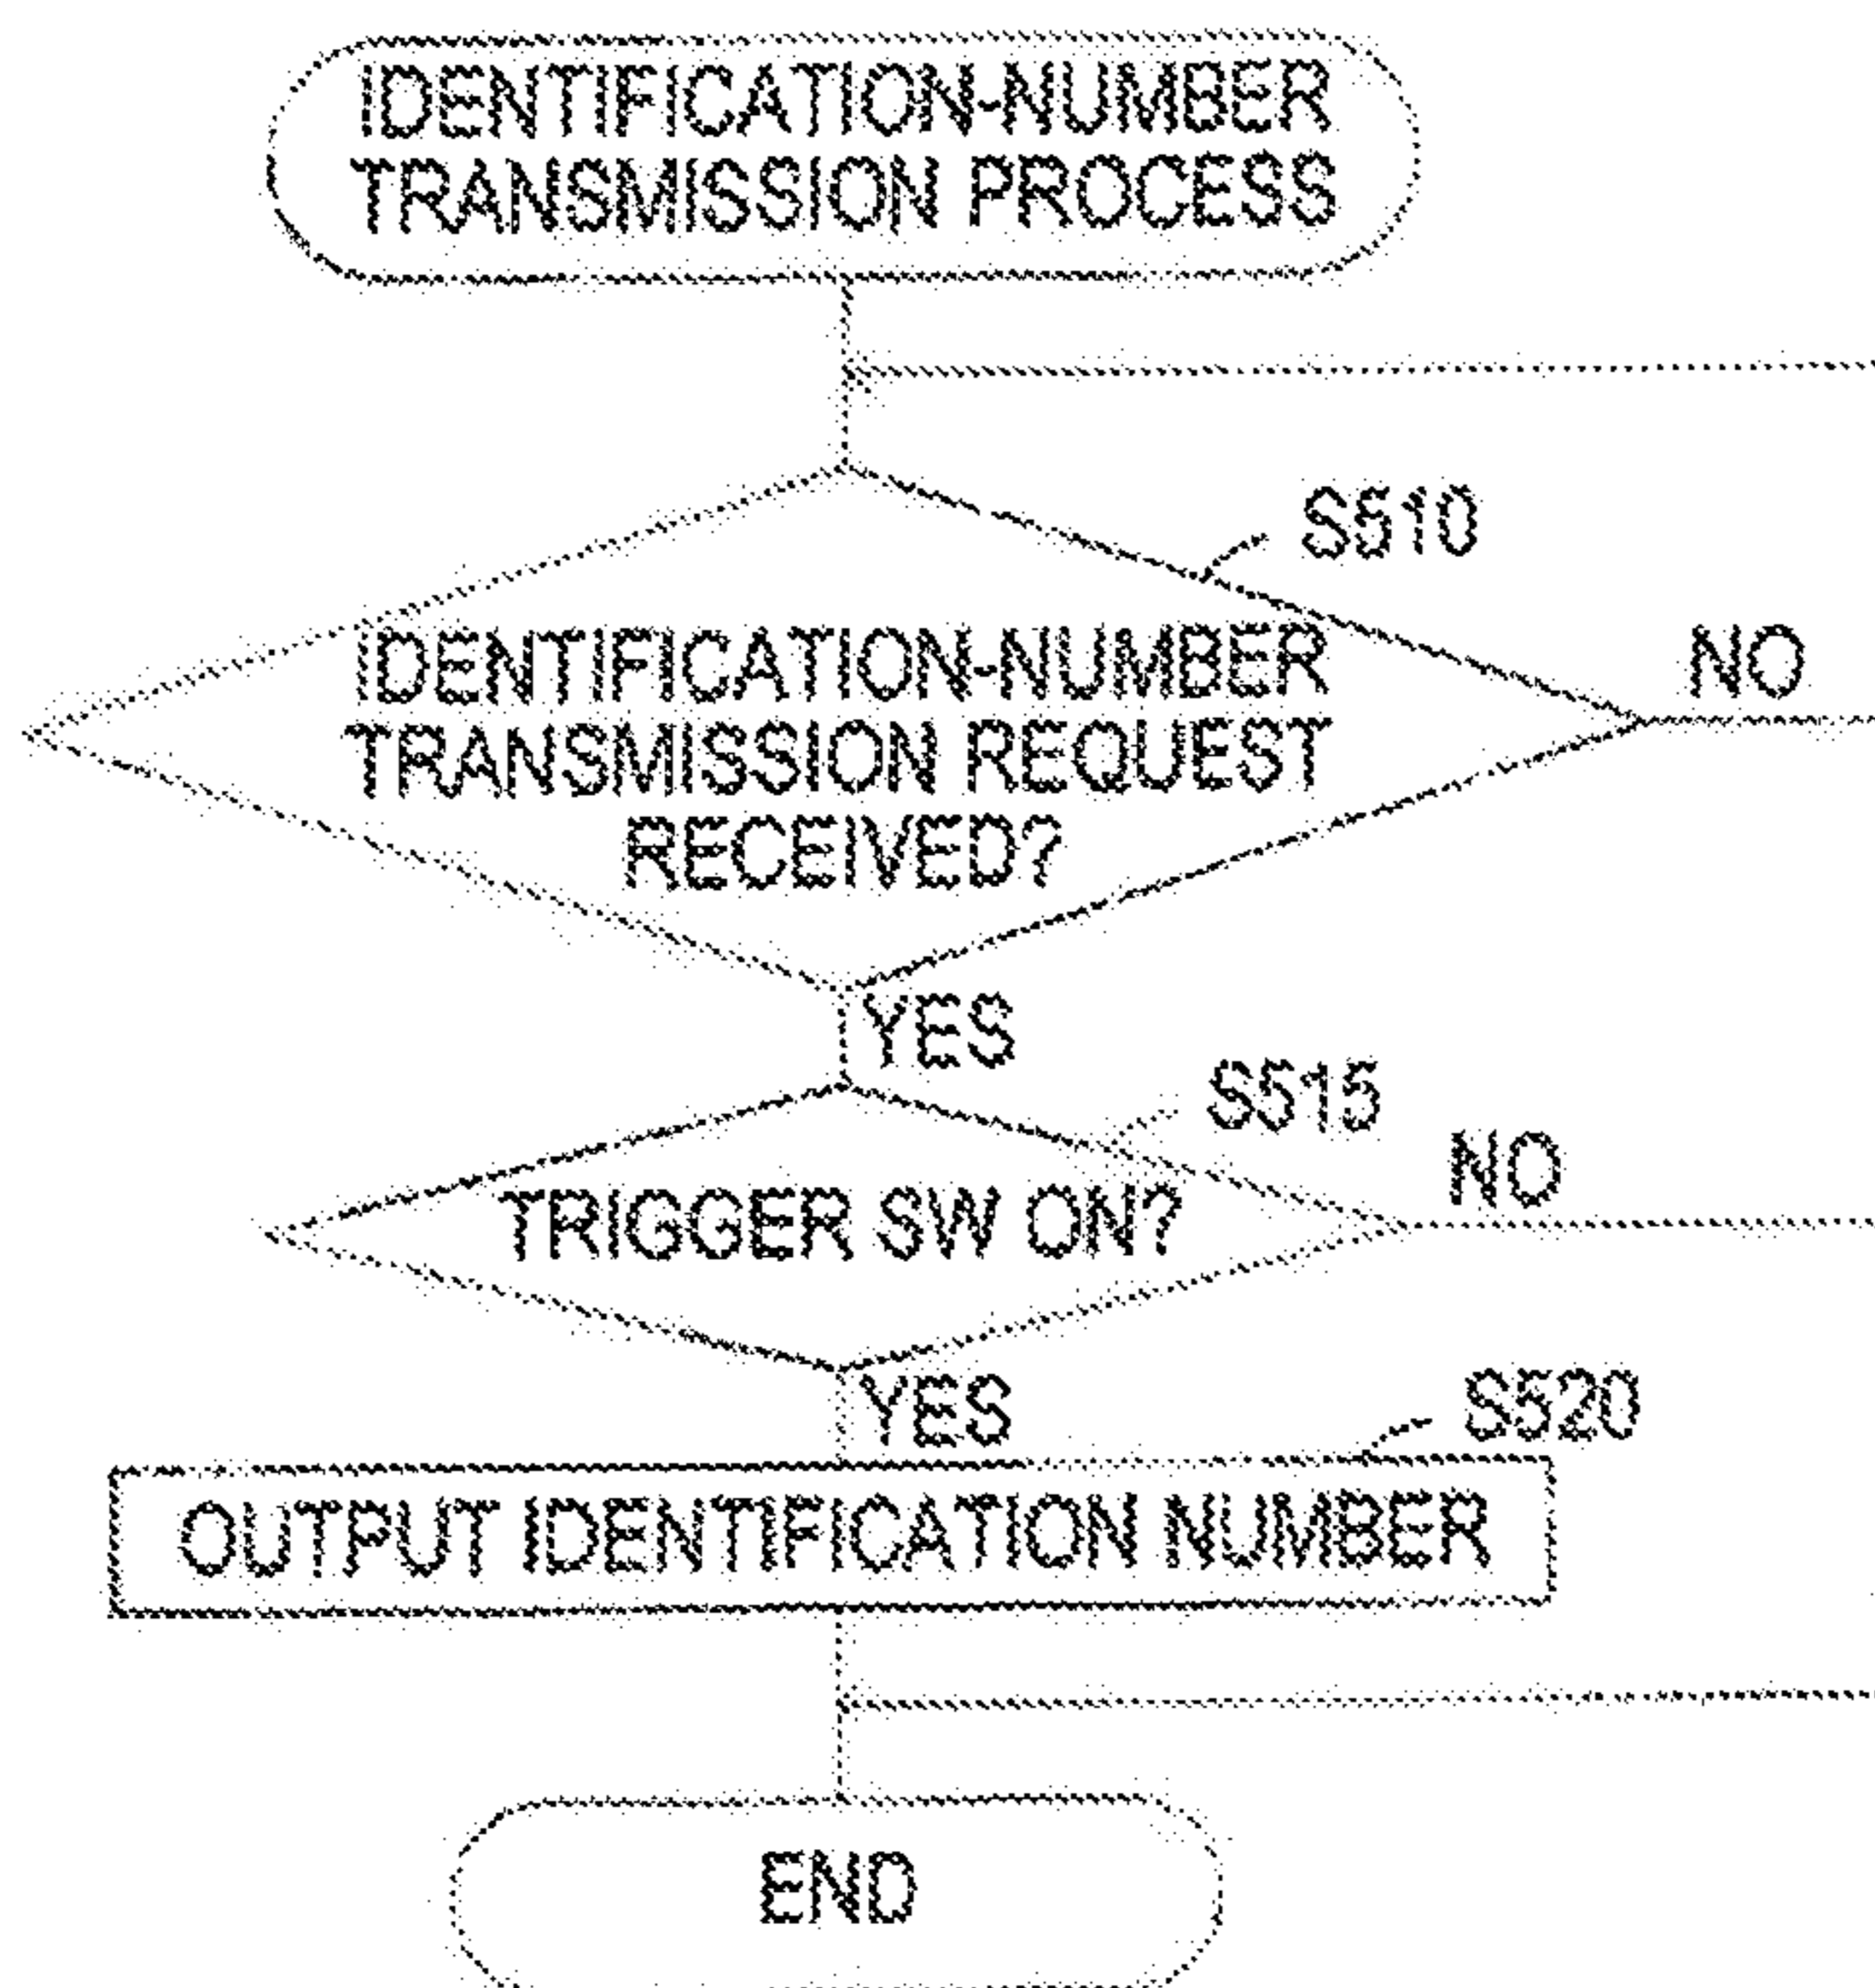 IDENTIFICATION-NUMBER
TRANSMISSION PROCESS
S510
IDENTIFICATION-NUMBER
TRANSMISSION REQUEST
RECEIVED?
NO
YES
S515
TRIGGER SW ON?
NO
YES
S520
OUTPUT IDENTIFICATION NUMBER
END